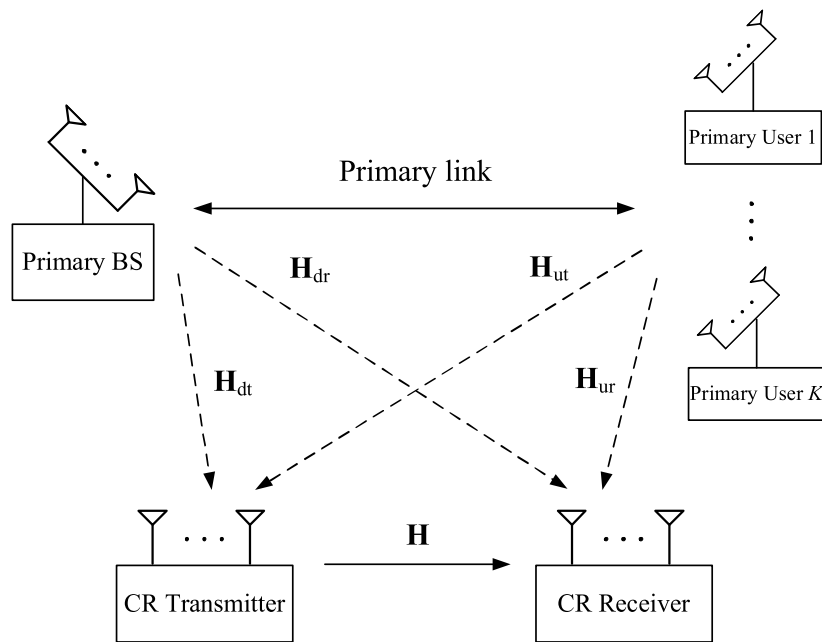 Primary User 1
Primary link
Primary BS
H_dr
H_ut
H_dt
H_ur
Primary User K
H
CR Transmitter
CR Receiver